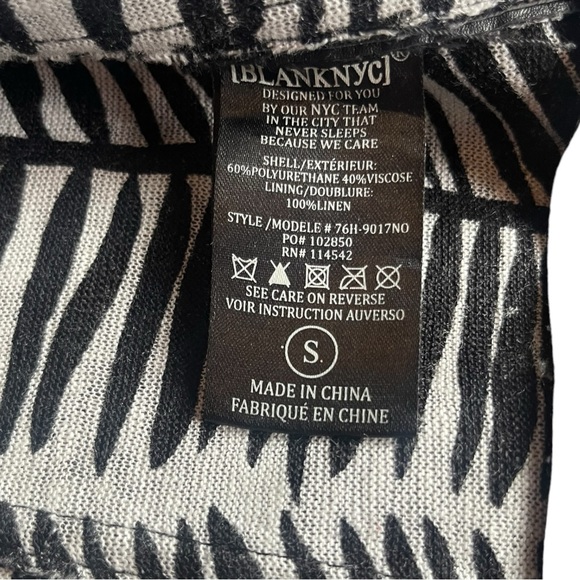 [BLANKNYC]®
DESIGNED FOR YOU
BY OUR NYC TEAM
IN THE CITY THAT
NEVER SLEEPS
BECAUSE WE CARE
SHELL/EXTÉRIEUR:
60%POLYURETHANE 40%VISCOSE
LINING/DOUBLURE:
100%LINEN
STYLE /MODELE # 76H-9017NO
PO# 102850
RN# 114542
SEE CARE ON REVERSE
VOIR INSTRUCTION AUVERSO
S.
MADE IN CHINA
FABRIQUÉ EN CHINE